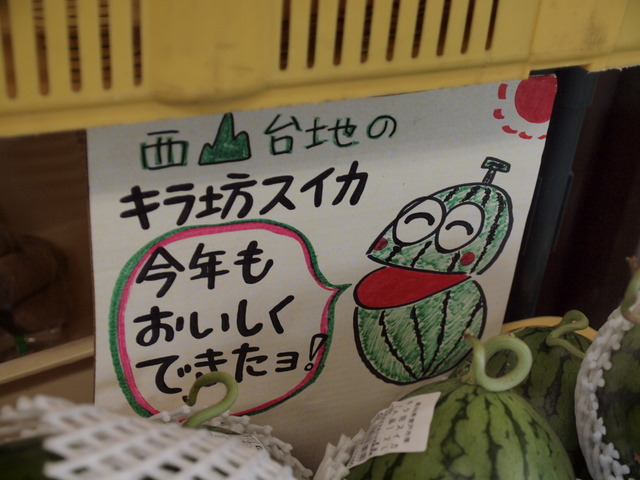 西山台地の
キラ坊スイカ
今年も
おいしく
できたヨ!